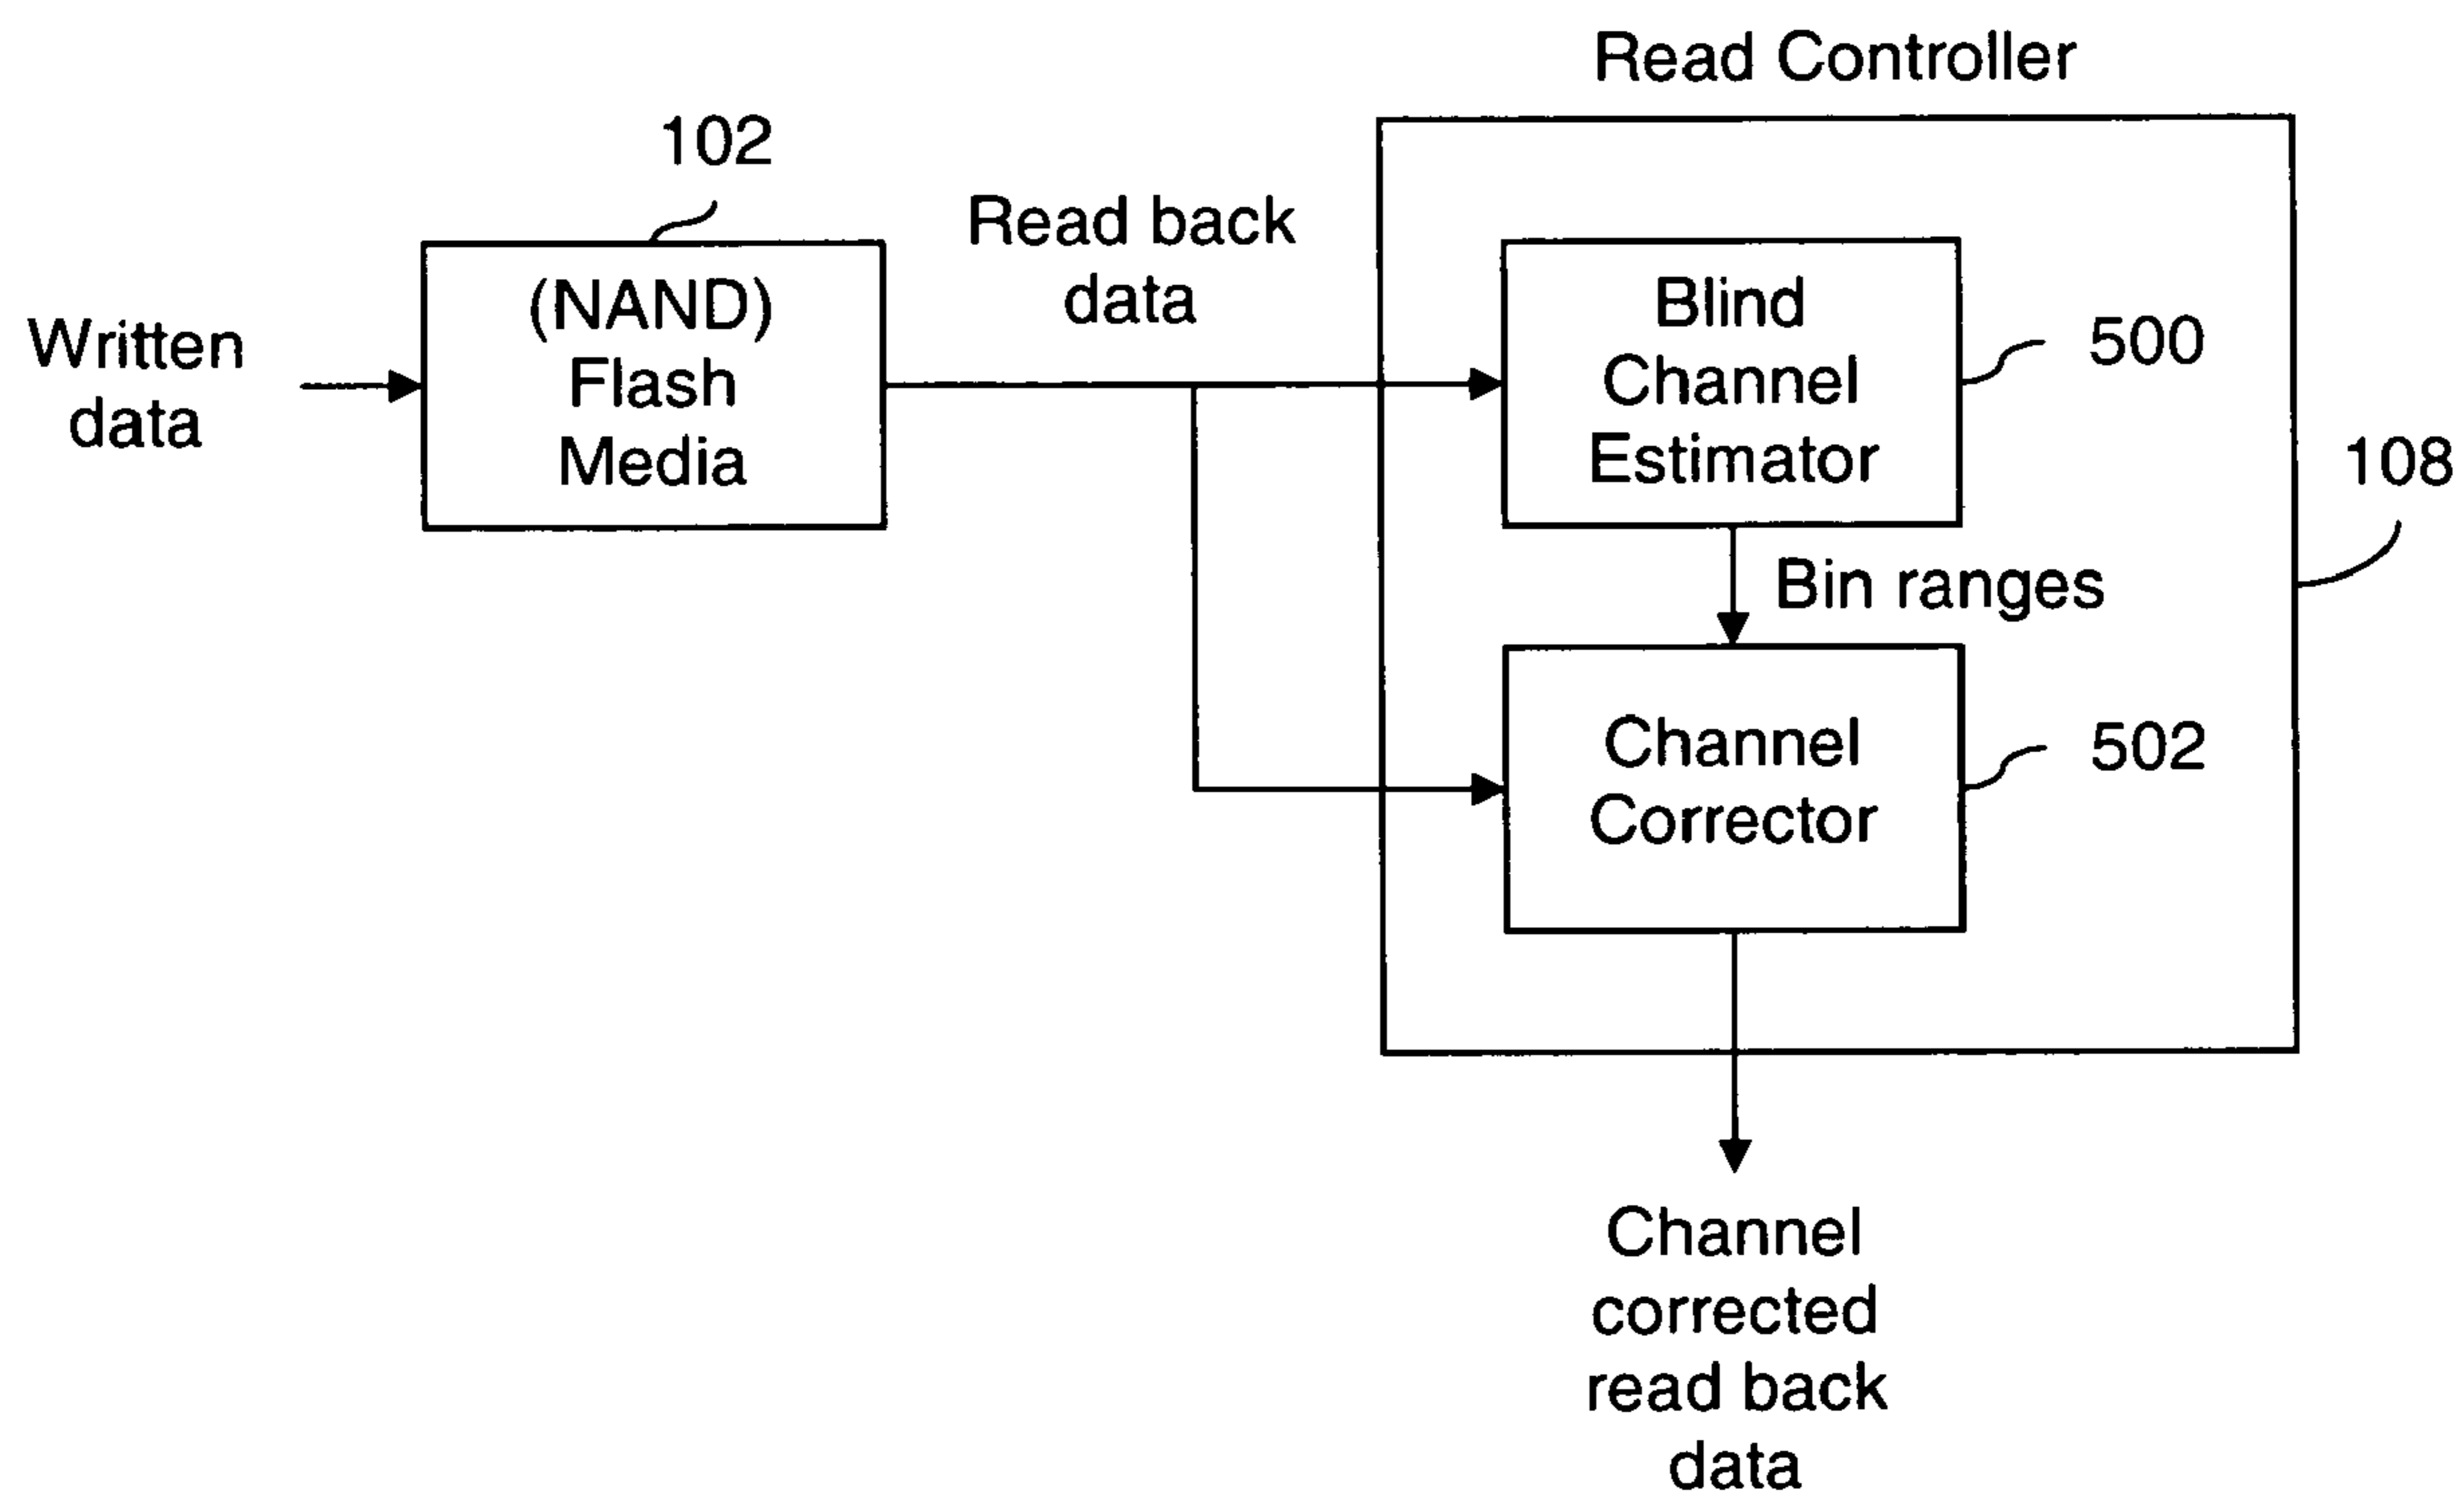 Read Controller
102
Read back
data
(NAND)
Flash
Media
Written
data
Blind
Channel
Estimator
500
108
Bin ranges
Channel
Corrector
502
Channel
corrected
read back
data